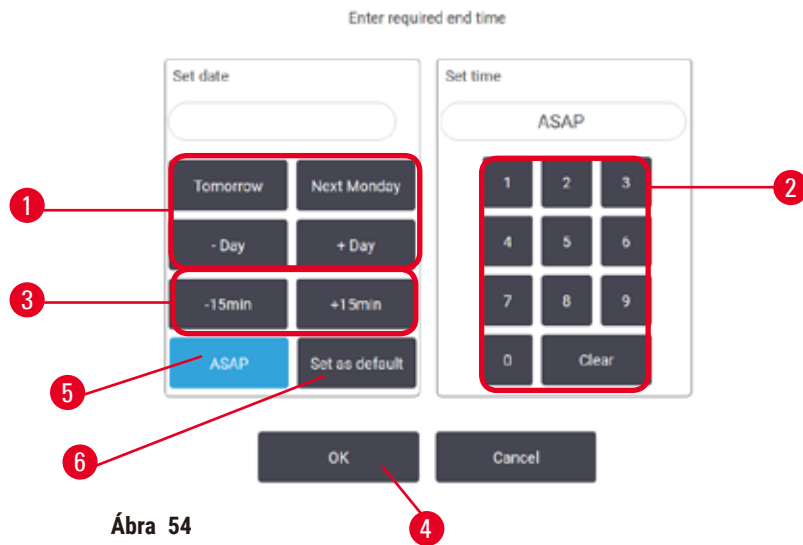 Enter required end time
Set date
Set time
ASAP
Tomorrow
Next Monday
- Day
+ Day
-15min
+15min
ASAP
Set as default
1
2
3
4
5
6
7
8
9
0
Clear
OK
Cancel
1
2
3
5
6
4
Ábra 54